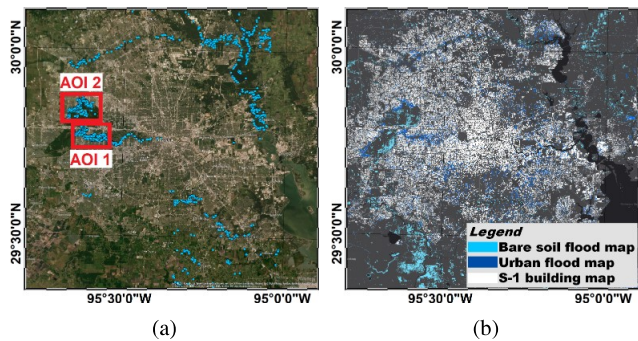 30°0'0"N
29°30'0"N
AOI 2
AOI 1
95°30'0"W
95°0'0"W
(a)
30°0'0"N
29°30'0"N
Legend
Bare soil flood map
Urban flood map
S-1 building map
95°30'0"W
95°0'0"W
(b)